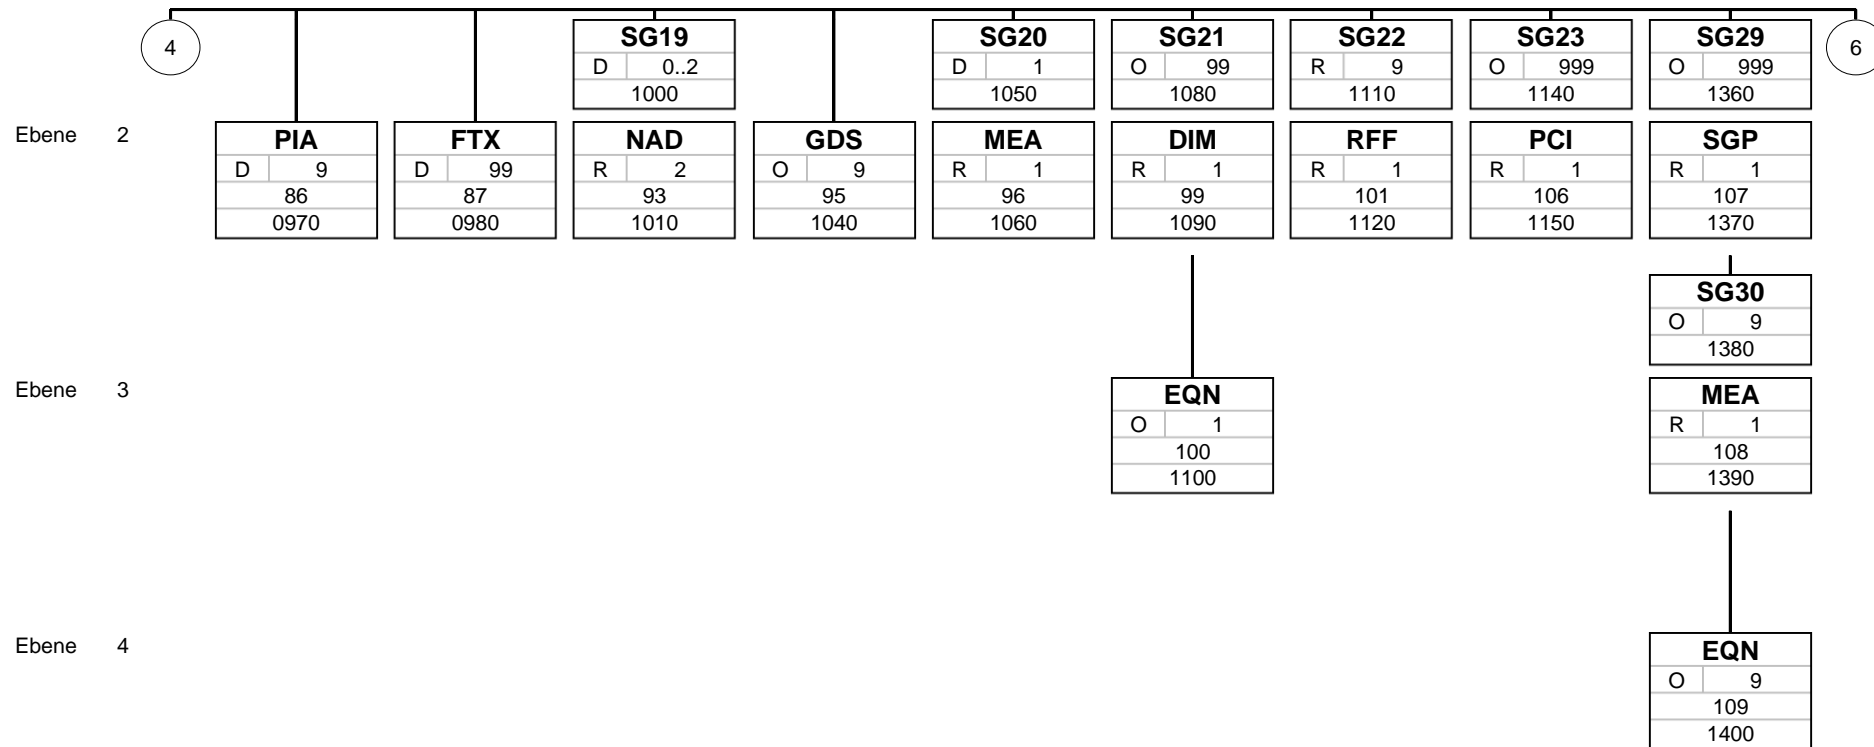 4
SG19
D 0..2
1000
SG20
D 1
1050
SG21
O 99
1080
SG22
R 9
1110
SG23
O 999
1140
SG29
O 999
1360
6
Ebene 2
PIA
D 9
86
0970
FTX
D 99
87
0980
NAD
R 2
93
1010
GDS
O 9
95
1040
MEA
R 1
96
1060
DIM
R 1
99
1090
RFF
R 1
101
1120
PCI
R 1
106
1150
SGP
R 1
107
1370
SG30
O 9
1380
Ebene 3
EQN
O 1
100
1100
MEA
R 1
108
1390
Ebene 4
EQN
O 9
109
1400